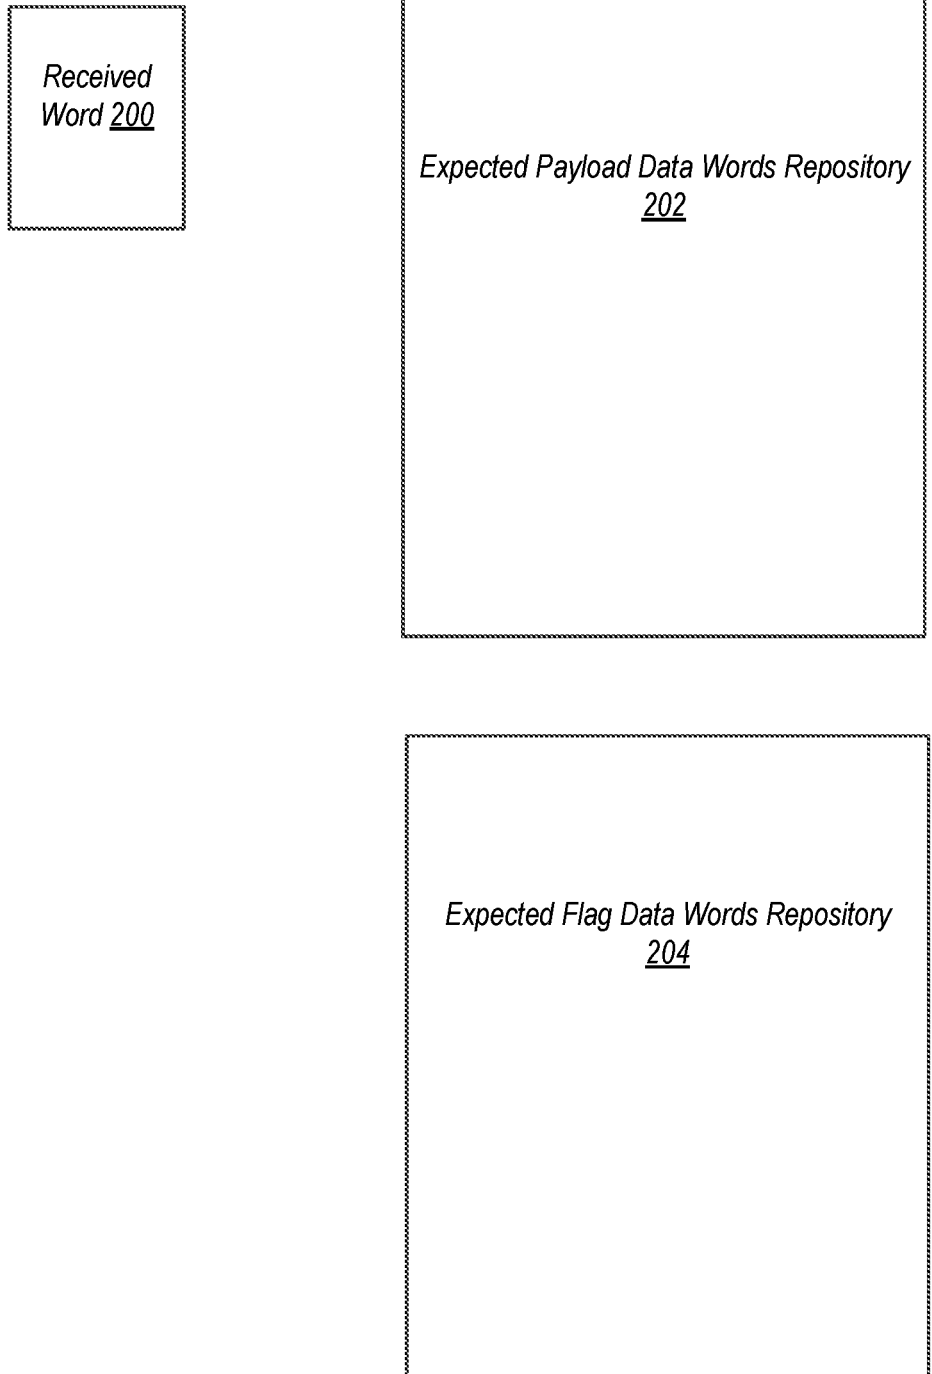 Received
Word 200
Expected Payload Data Words Repository
202
Expected Flag Data Words Repository
204